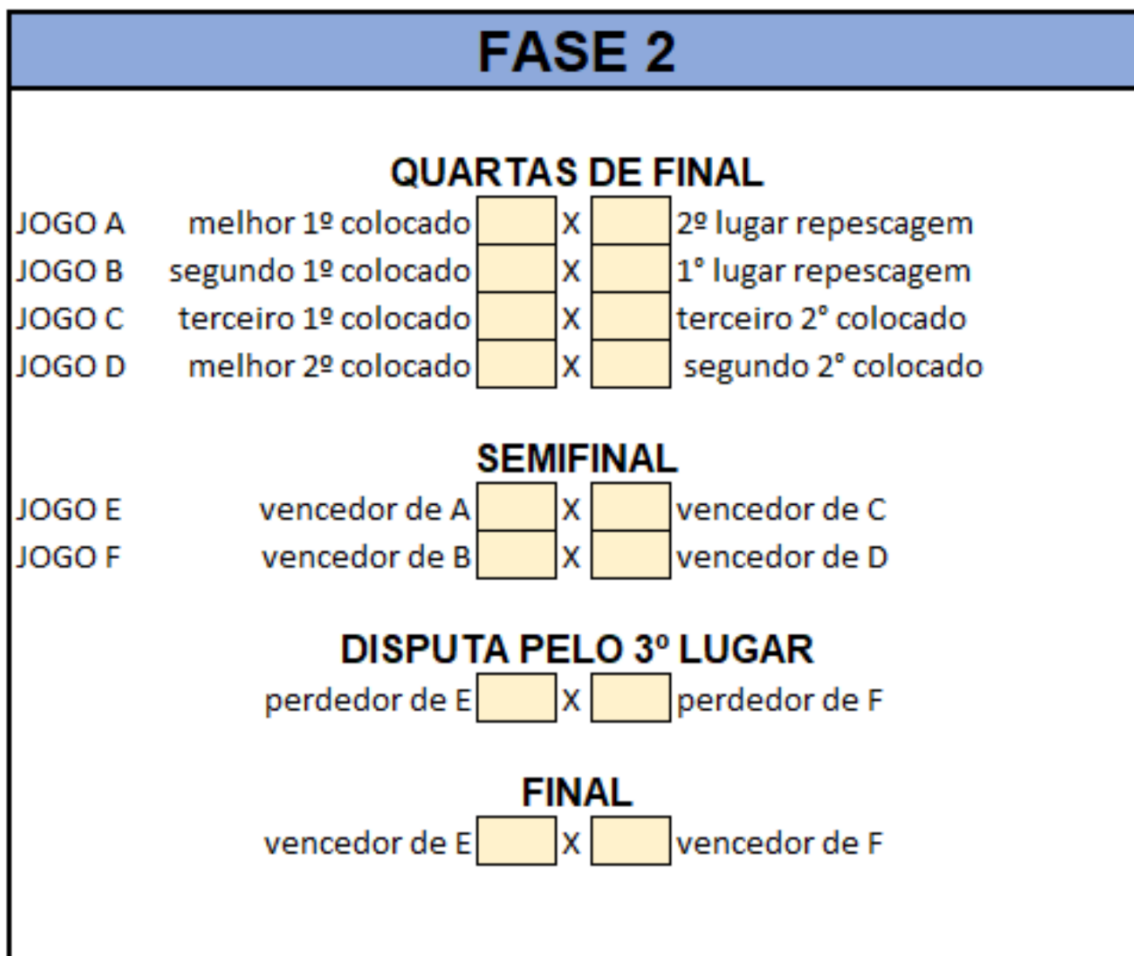 FASE 2
QUARTAS DE FINAL
JOGO A melhor 1º colocado X 2º lugar repescagem
JOGO B segundo 1º colocado X 1° lugar repescagem
JOGO C terceiro 1º colocado X terceiro 2° colocado
JOGO D melhor 2º colocado X segundo 2° colocado
SEMIFINAL
JOGO E vencedor de A X vencedor de C
JOGO F vencedor de B X vencedor de D
DISPUTA PELO 3º LUGAR
perdedor de E X perdedor de F
FINAL
vencedor de E X vencedor de F